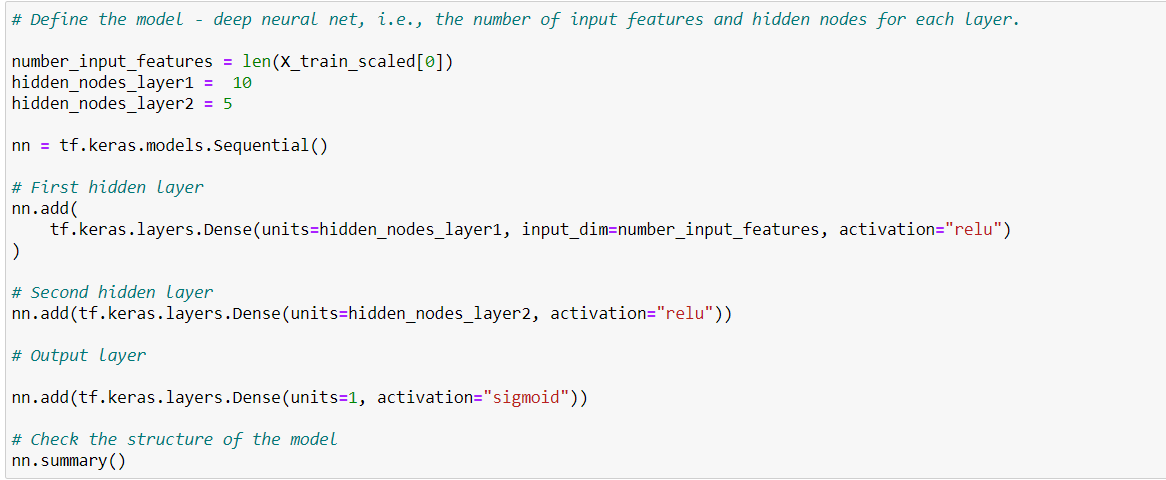 # Define the model - deep neural net, i.e., the number of input features and hidden nodes for each layer.
number_input_features = len(X_train_scaled[0])
hidden_nodes_layer1 =  10
hidden_nodes_layer2 = 5
nn = tf.keras.models.Sequential()
# First hidden layer
nn.add(
    tf.keras.layers.Dense(units=hidden_nodes_layer1, input_dim=number_input_features, activation="relu")
)
# Second hidden layer
nn.add(tf.keras.layers.Dense(units=hidden_nodes_layer2, activation="relu"))
# Output layer
nn.add(tf.keras.layers.Dense(units=1, activation="sigmoid"))
# Check the structure of the model
nn.summary()